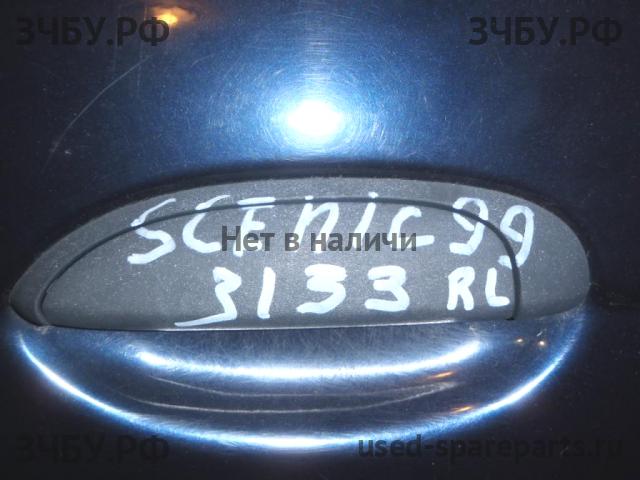 ЗЧБУ.РФ ЗЧБУ.РФ
SCENIC 99
Нет в наличи
3133 RL
ЗЧБУ.РФ used-spareparts.ru